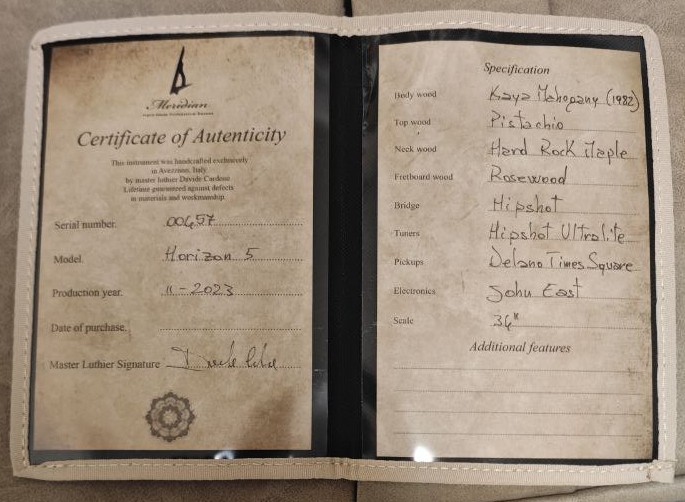 Meridian
Certificate of Authenticity
This instrument was handcrafted exclusively
in Avezzano, Italy
by master luthier Davide Cardone
Lifetime guaranteed against defects
in materials and workmanship
Serial number. 00457
Model. Horizon 5
Production year. 11-2023
Date of purchase.
Master Luthier Signature
Specification
Body wood Kaya Mahogany (1982)
Top wood Pistachio
Neck wood Hard Rock Maple
Fretboard wood Rosewood
Bridge Hipshot
Tuners Hipshot Ultralite
Pickups Delano Times Square
Electronics John East
Scale 34"
Additional features